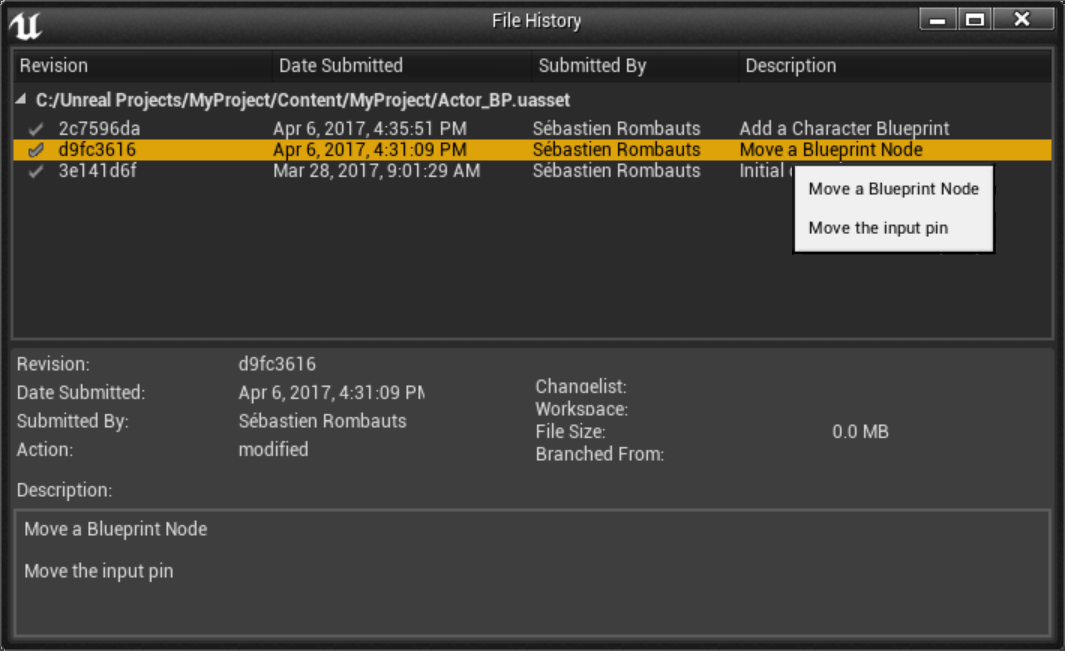 File History
Revision Date Submitted Submitted By Description
C:/Unreal Projects/MyProject/Content/MyProject/Actor_BP.uasset
2c7596da Apr 6, 2017, 4:35:51 PM Sébastien Rombauts Add a Character Blueprint
d9fc3616 Apr 6, 2017, 4:31:09 PM Sébastien Rombauts Move a Blueprint Node
3e141d6f Mar 28, 2017, 9:01:29 AM Sébastien Rombauts Initial
Move a Blueprint Node
Move the input pin
Revision: d9fc3616
Date Submitted: Apr 6, 2017, 4:31:09 PM
Submitted By: Sébastien Rombauts
Action: modified
Changelist:
Workspace:
File Size: 0.0 MB
Branched From:
Description:
Move a Blueprint Node
Move the input pin